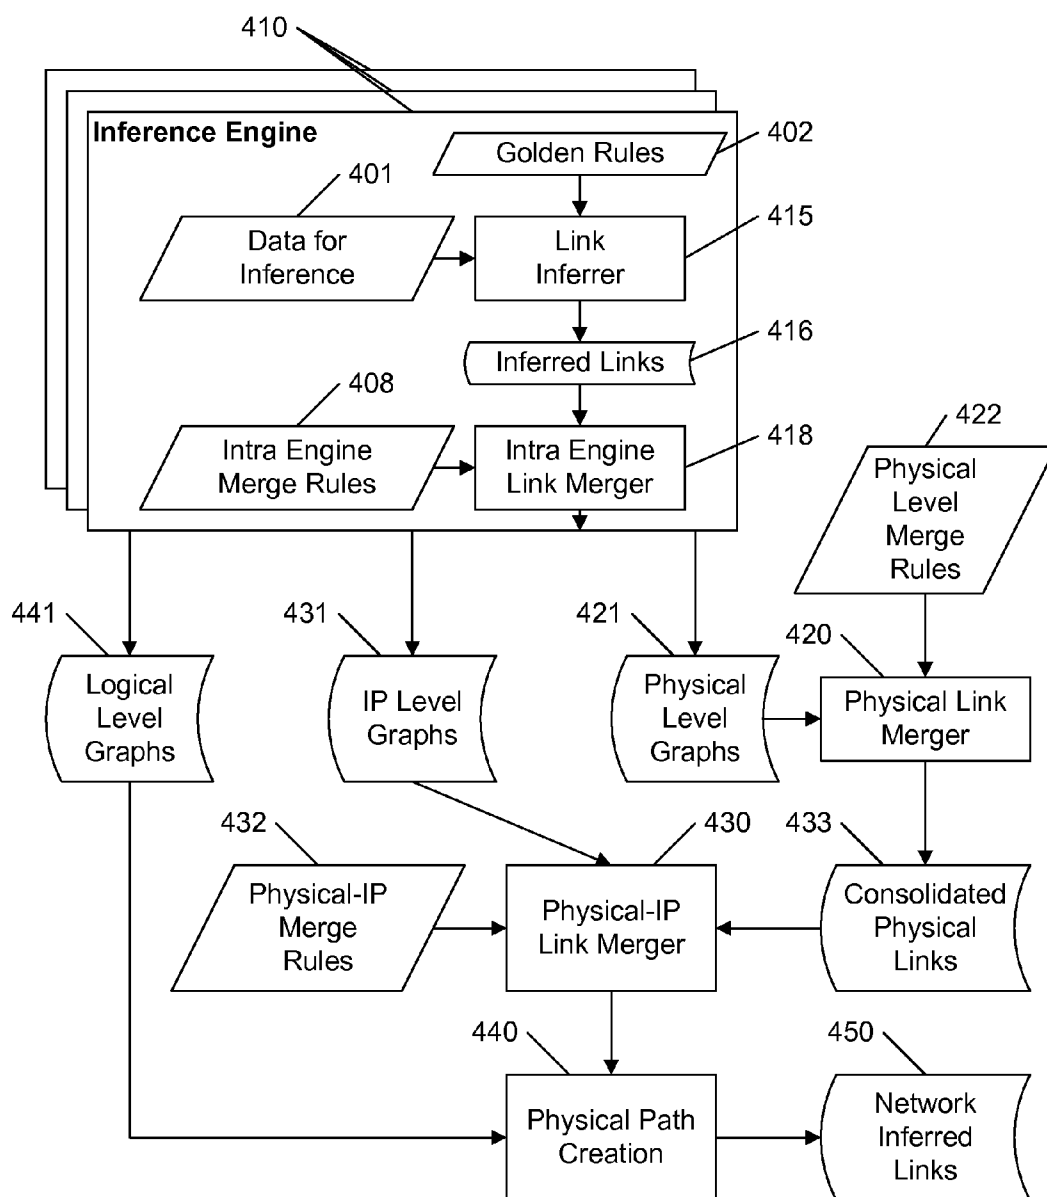 410
Inference Engine
402
Golden Rules
401
415
Data for
Inference
Link
Inferrer
416
Inferred Links
408
422
Intra Engine
Merge Rules
Intra Engine
Link Merger
418
Physical
Level
Merge
Rules
441
431
421
420
Logical
Level
Graphs
IP Level
Graphs
Physical
Level
Graphs
Physical Link
Merger
432
430
433
Physical-IP
Merge
Rules
Physical-IP
Link Merger
Consolidated
Physical
Links
440
450
Physical Path
Creation
Network
Inferred
Links